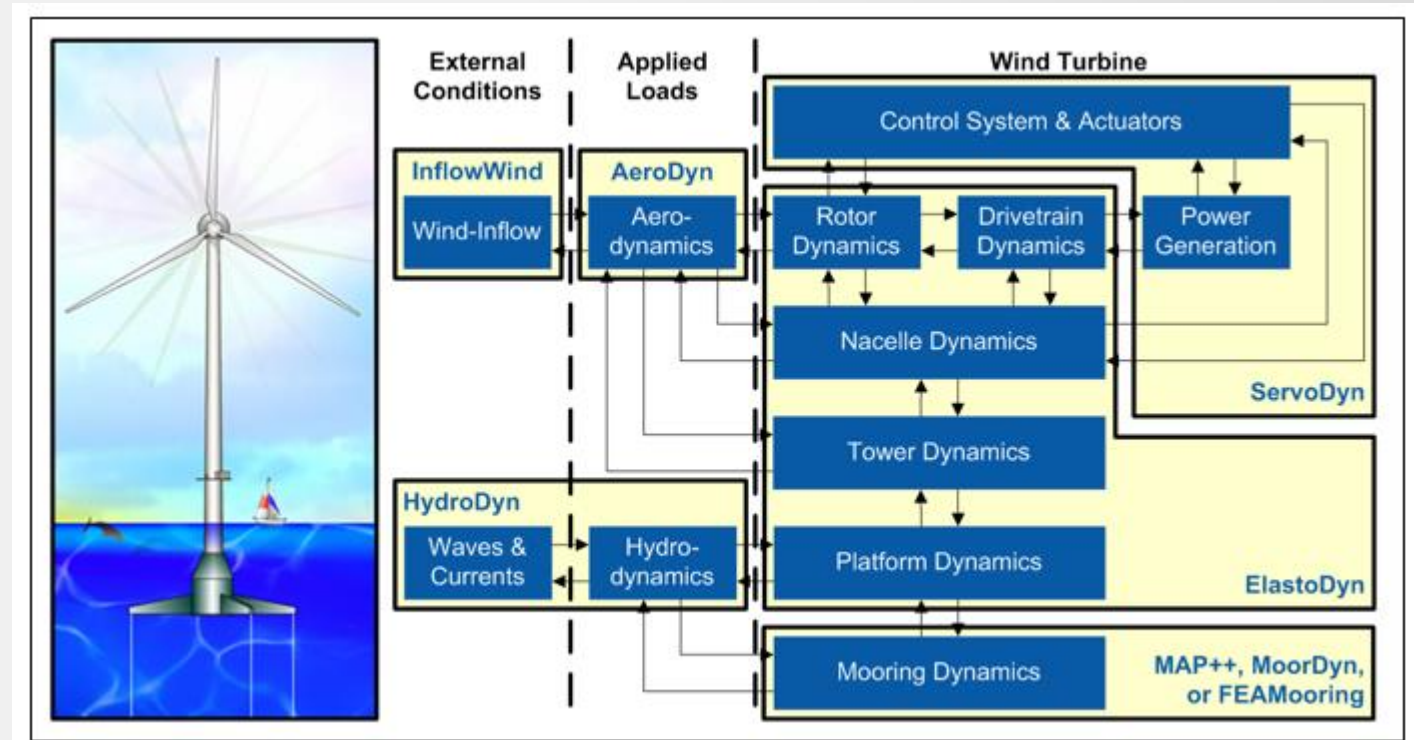 External
Conditions
Applied
Loads
Wind Turbine
Control System & Actuators
InflowWind
AeroDyn
Wind-Inflow
Aero-
dynamics
Rotor
Dynamics
Drivetrain
Dynamics
Power
Generation
Nacelle Dynamics
ServoDyn
Tower Dynamics
HydroDyn
Waves &
Currents
Hydro-
dynamics
Platform Dynamics
ElastoDyn
Mooring Dynamics
MAP++, MoorDyn,
or FEAMooring